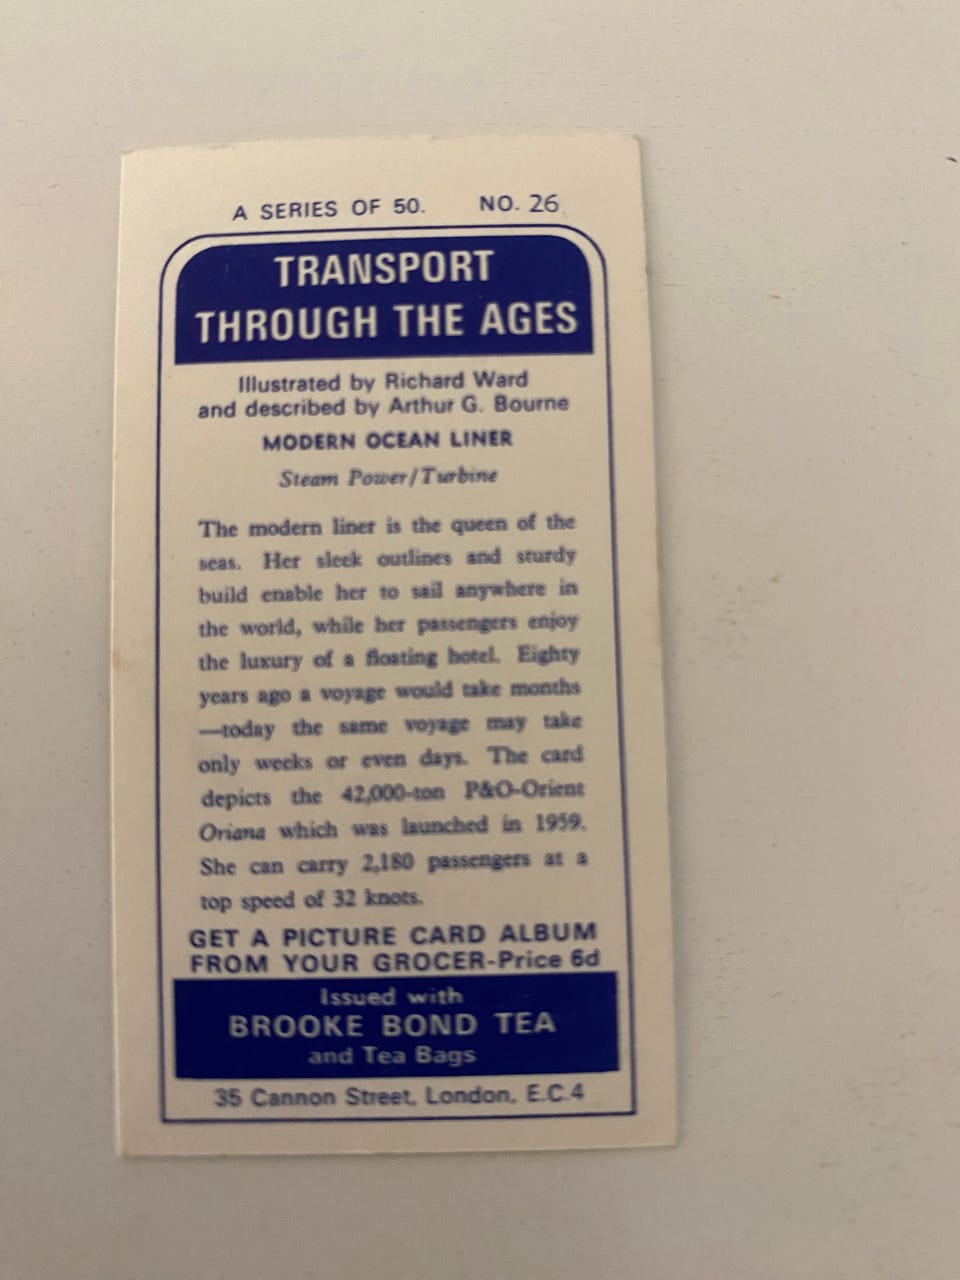 A SERIES OF 50. NO. 26
TRANSPORT
THROUGH THE AGES
Illustrated by Richard Ward
and described by Arthur G. Bourne
MODERN OCEAN LINER
Steam Power/Turbine
The modern liner is the queen of the
seas. Her sleek outlines and sturdy
build enable her to sail anywhere in
the world, while her passengers enjoy
the luxury of a floating hotel. Eighty
years ago a voyage would take months
—today the same voyage may take
only weeks or even days. The card
depicts the 42,000-ton P&O-Orient
Oriana which was launched in 1959.
She can carry 2,180 passengers at a
top speed of 32 knots.
GET A PICTURE CARD ALBUM
FROM YOUR GROCER-Price 6d
Issued with
BROOKE BOND TEA
and Tea Bags
35 Cannon Street, London, E.C.4